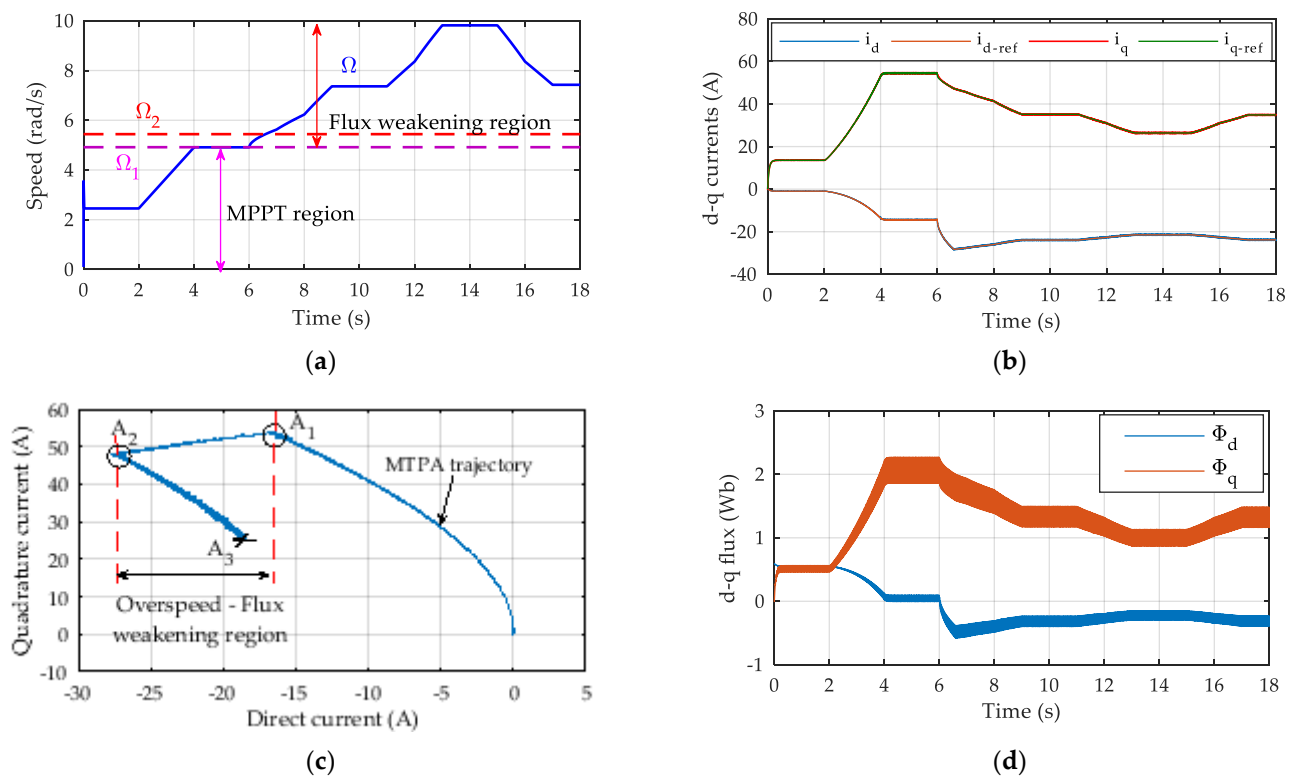 10
8
6
4
2
0
Speed (rad/s)
Ω
Ω2
Flux weakening region
Ω1
MPPT region
0 2 4 6 8 10 12 14 16 18
Time (s)
(a)
80
60
40
20
0
-20
-40
d-q currents (A)
id id-ref iq iq-ref
0 2 4 6 8 10 12 14 16 18
Time (s)
(b)
60
50
40
30
20
10
0
-10
Quadrature current (A)
A2 A1
MTPA trajectory
A3
Overspeed - Flux
weakening region
-30 -25 -20 -15 -10 -5 0 5
Direct current (A)
(c)
3
2
1
0
-1
d-q flux (Wb)
Φd
Φq
0 2 4 6 8 10 12 14 16 18
Time (s)
(d)